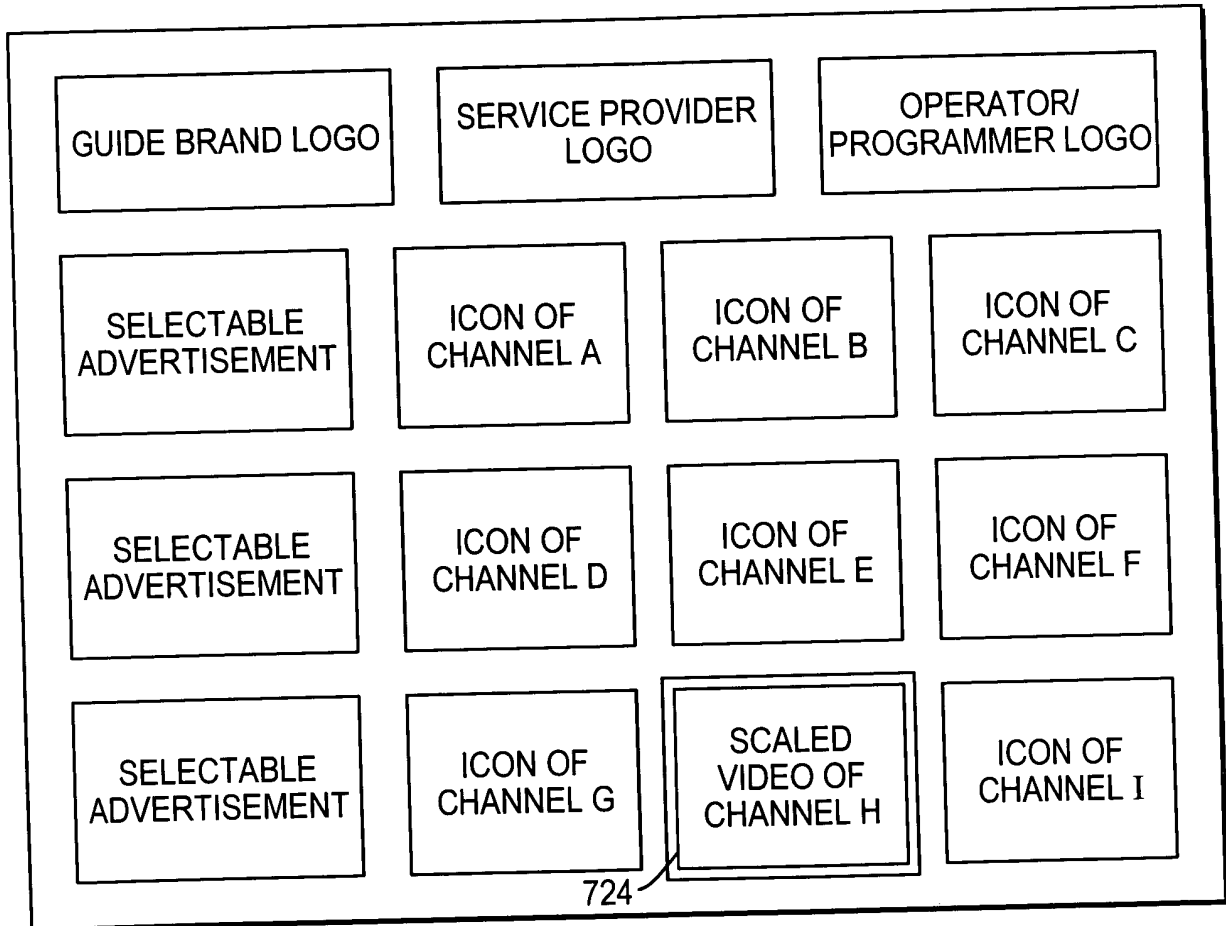 GUIDE BRAND LOGO
SERVICE PROVIDER
LOGO
OPERATOR/
PROGRAMMER LOGO
SELECTABLE
ADVERTISEMENT
ICON OF
CHANNEL A
ICON OF
CHANNEL B
ICON OF
CHANNEL C
SELECTABLE
ADVERTISEMENT
ICON OF
CHANNEL D
ICON OF
CHANNEL E
ICON OF
CHANNEL F
SELECTABLE
ADVERTISEMENT
ICON OF
CHANNEL G
SCALED
VIDEO OF
CHANNEL H
ICON OF
CHANNEL I
724